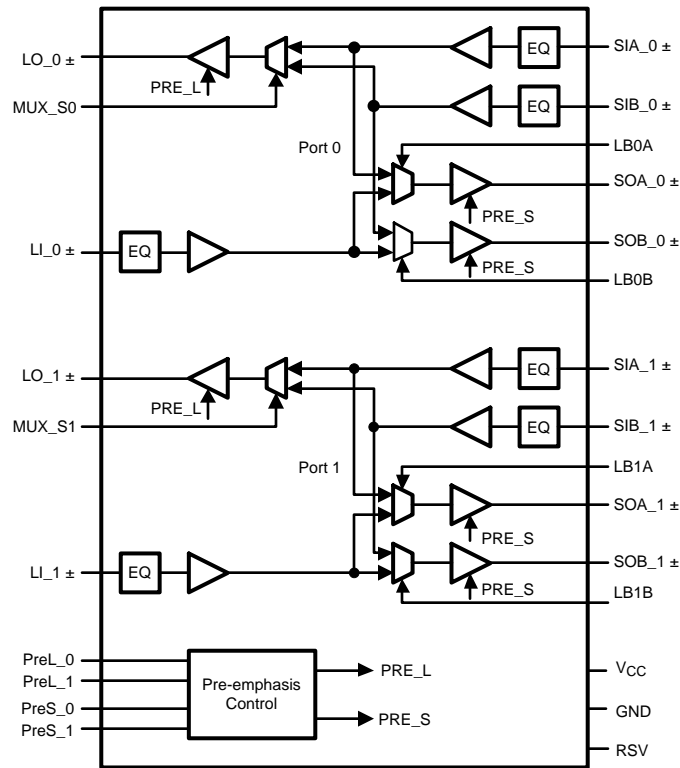 LO_0 ±
PRE_L
EQ
SIA_0 ±
MUX_S0
EQ
SIB_0 ±
Port 0
LB0A
SOA_0 ±
PRE_S
LI_0 ±
EQ
SOB_0 ±
PRE_S
LB0B
LO_1 ±
PRE_L
EQ
SIA_1 ±
MUX_S1
EQ
SIB_1 ±
Port 1
LB1A
SOA_1 ±
PRE_S
LI_1 ±
EQ
SOB_1 ±
PRE_S
LB1B
PreL_0
PreL_1
PreS_0
PreS_1
Pre-emphasis
Control
PRE_L
PRE_S
VCC
GND
RSV